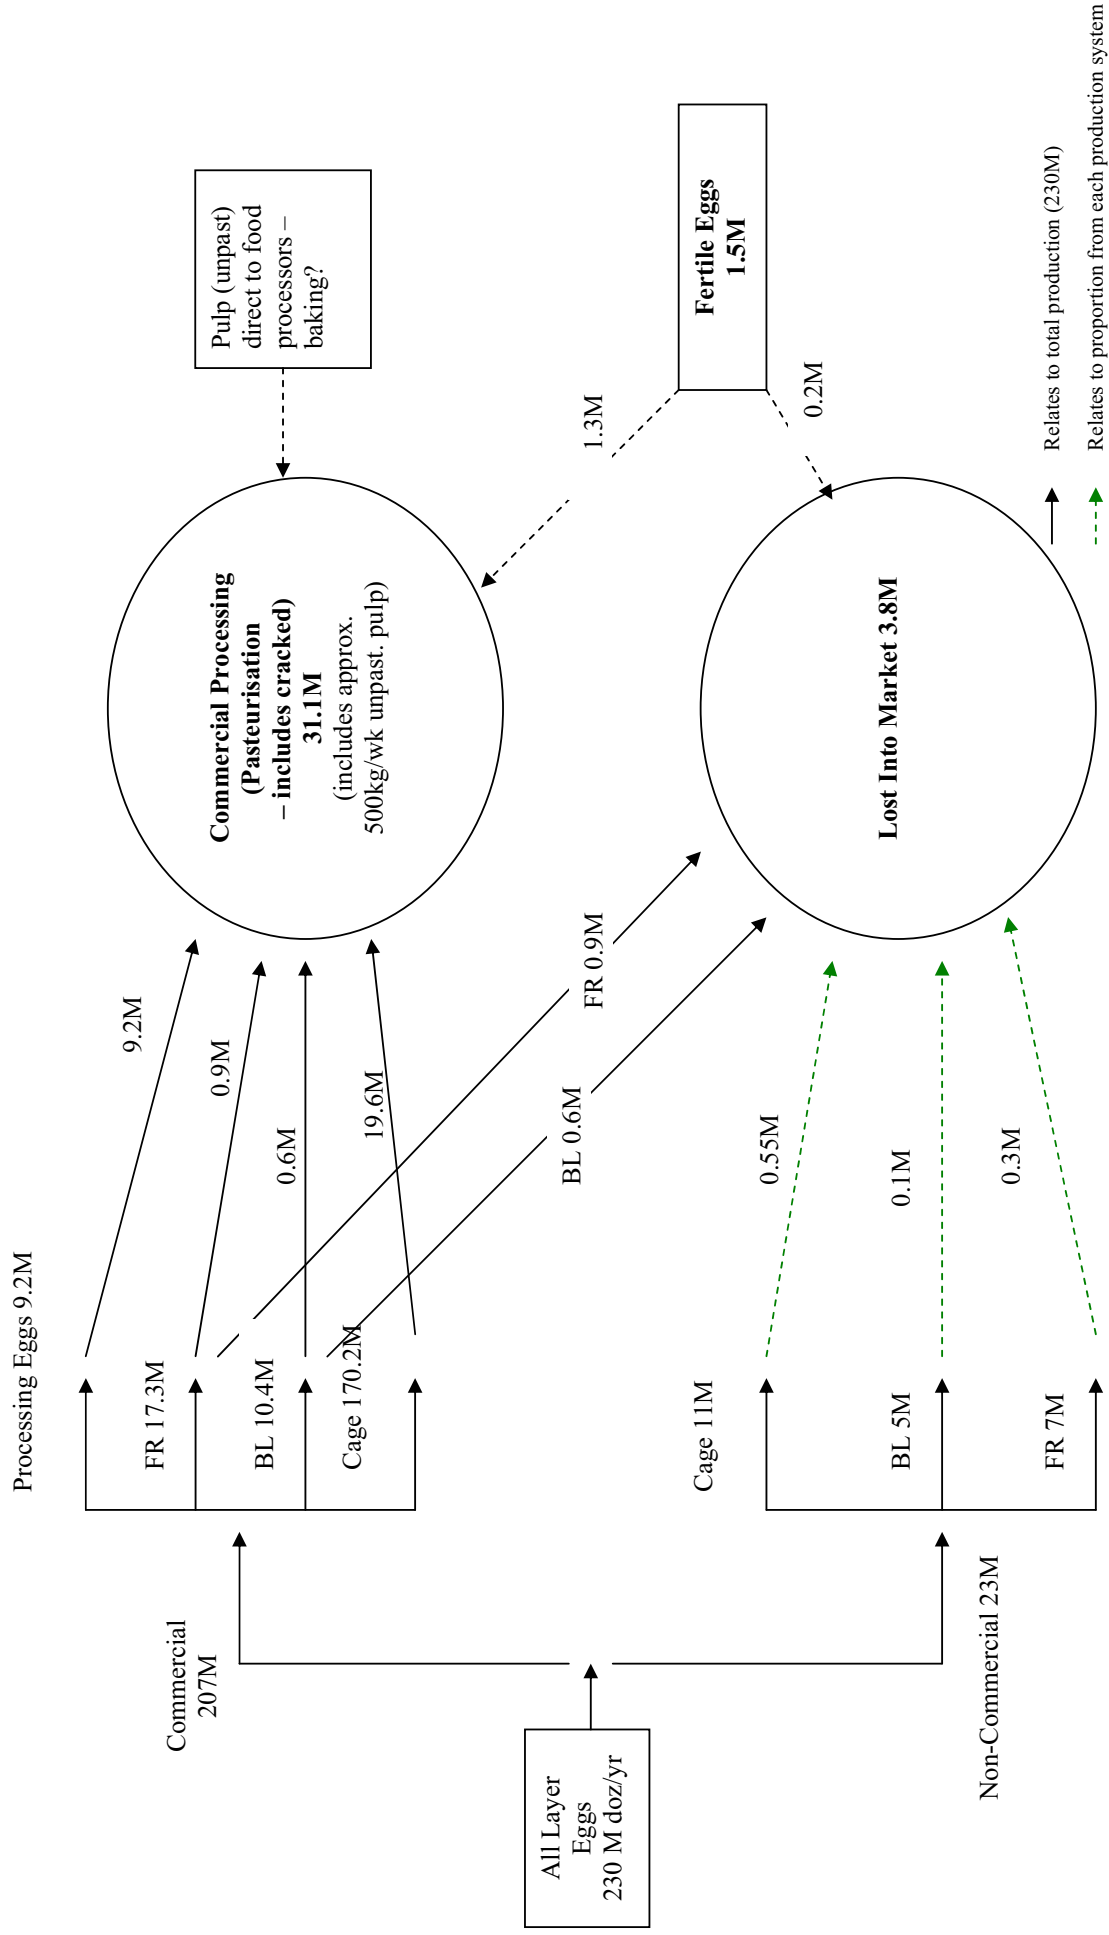 All Layer
Eggs
230 M doz/yr
Commercial
207M
Non-Commercial 23M
Processing Eggs 9.2M
FR 17.3M
BL 10.4M
Cage 170.2M
Cage 11M
BL 5M
FR 7M
9.2M
0.9M
0.6M
19.6M
FR 0.9M
BL 0.6M
0.55M
0.1M
0.3M
Commercial Processing
(Pasteurisation
– includes cracked)
31.1M
(includes approx.
500kg/wk unpast. pulp)
Lost Into Market 3.8M
Pulp (unpast)
direct to food
processors –
baking?
1.3M
0.2M
Fertile Eggs
1.5M
Relates to total production (230M)
Relates to proportion from each production system